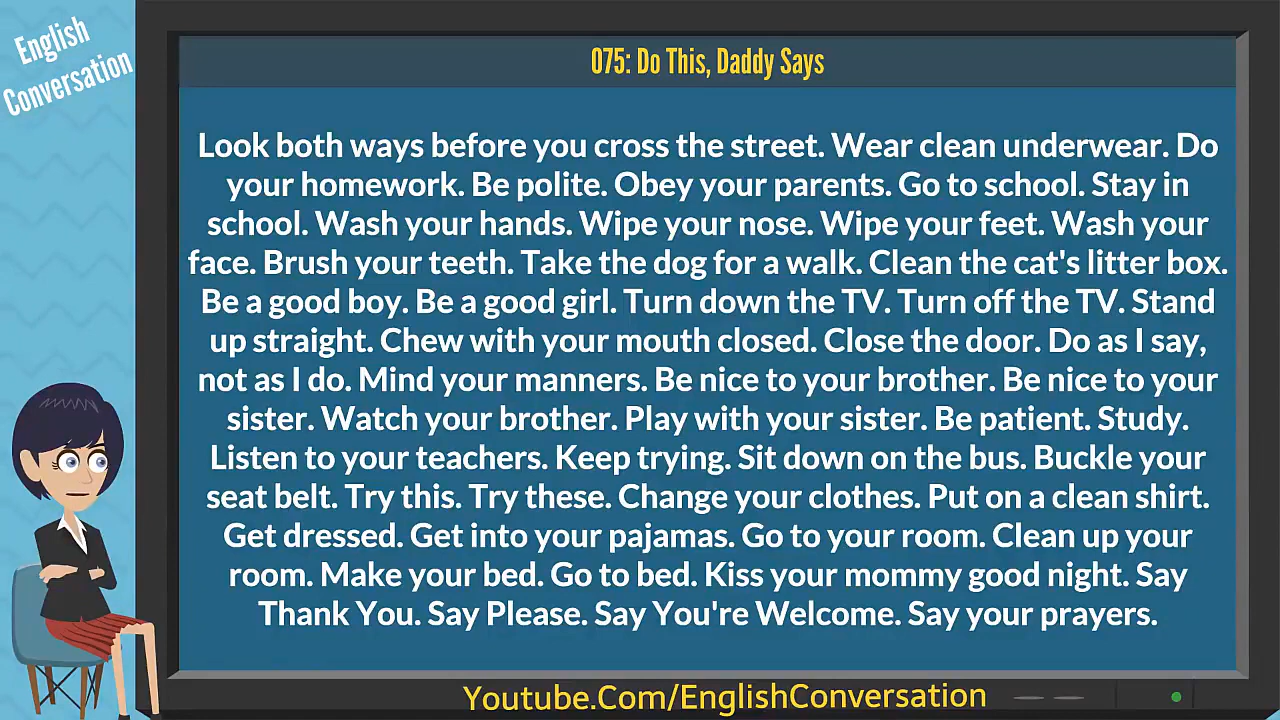 English
Conversation
075: Do This, Daddy Says
Look both ways before you cross the street. Wear clean underwear. Do
your homework. Be polite. Obey your parents. Go to school. Stay in
school. Wash your hands. Wipe your nose. Wipe your feet. Wash your
face. Brush your teeth. Take the dog for a walk. Clean the cat's litter box.
Be a good boy. Be a good girl. Turn down the TV. Turn off the TV. Stand
up straight. Chew with your mouth closed. Close the door. Do as I say,
not as I do. Mind your manners. Be nice to your brother. Be nice to your
sister. Watch your brother. Play with your sister. Be patient. Study.
Listen to your teachers. Keep trying. Sit down on the bus. Buckle your
seat belt. Try this. Try these. Change your clothes. Put on a clean shirt.
Get dressed. Get into your pajamas. Go to your room. Clean up your
room. Make your bed. Go to bed. Kiss your mommy good night. Say
Thank You. Say Please. Say You're Welcome. Say your prayers.
Youtube.Com/EnglishConversation